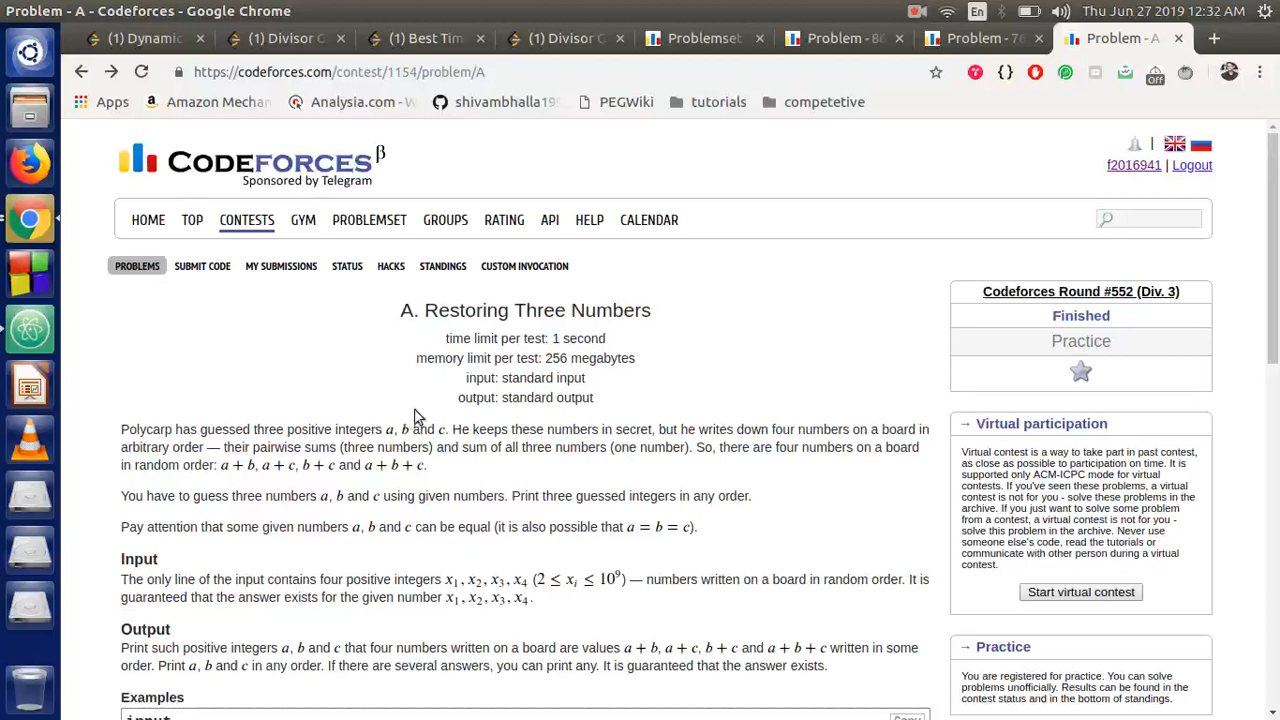 Problem - A - Codeforces - Google Chrome
En
Thu Jun 27 2019 12:32 AM
(1) Dynamic
(1) Divisor C
(1) Best Tim
(1) Divisor C
Problemset
Problem - 86
Problem - 76
Problem - A
https://codeforces.com/contest/1154/problem/A
Off
Apps
Amazon Mechan
Analysia.com - W
shivambhalla199
PEGWiki
tutorials
competetive
CODEFORCES β
Sponsored by Telegram
f2016941 | Logout
HOME TOP CONTESTS GYM PROBLEMSET GROUPS RATING API HELP CALENDAR
PROBLEMS SUBMIT CODE MY SUBMISSIONS STATUS HACKS STANDINGS CUSTOM INVOCATION
A. Restoring Three Numbers
time limit per test: 1 second
memory limit per test: 256 megabytes
input: standard input
output: standard output
Polycarp has guessed three positive integers a, b and c. He keeps these numbers in secret, but he writes down four numbers on a board in
arbitrary order — their pairwise sums (three numbers) and sum of all three numbers (one number). So, there are four numbers on a board
in random order: a + b, a + c, b + c and a + b + c.
You have to guess three numbers a, b and c using given numbers. Print three guessed integers in any order.
Pay attention that some given numbers a, b and c can be equal (it is also possible that a = b = c).
Input
The only line of the input contains four positive integers x₁, x₂, x₃, x₄ (2 ≤ xᵢ ≤ 10⁹) — numbers written on a board in random order. It is
guaranteed that the answer exists for the given number x₁, x₂, x₃, x₄.
Output
Print such positive integers a, b and c that four numbers written on a board are values a + b, a + c, b + c and a + b + c written in some
order. Print a, b and c in any order. If there are several answers, you can print any. It is guaranteed that the answer exists.
Examples
input
Copy
Codeforces Round #552 (Div. 3)
Finished
Practice
→ Virtual participation
Virtual contest is a way to take part in past contest,
as close as possible to participation on time. It is
supported only ACM-ICPC mode for virtual
contests. If you've seen these problems, a virtual
contest is not for you - solve these problems in the
archive. If you just want to solve some problem
from a contest, a virtual contest is not for you -
solve this problem in the archive. Never use
someone else's code, read the tutorials or
communicate with other person during a virtual
contest.
Start virtual contest
→ Practice
You are registered for practice. You can solve
problems unofficially. Results can be found in the
contest status and in the bottom of standings.